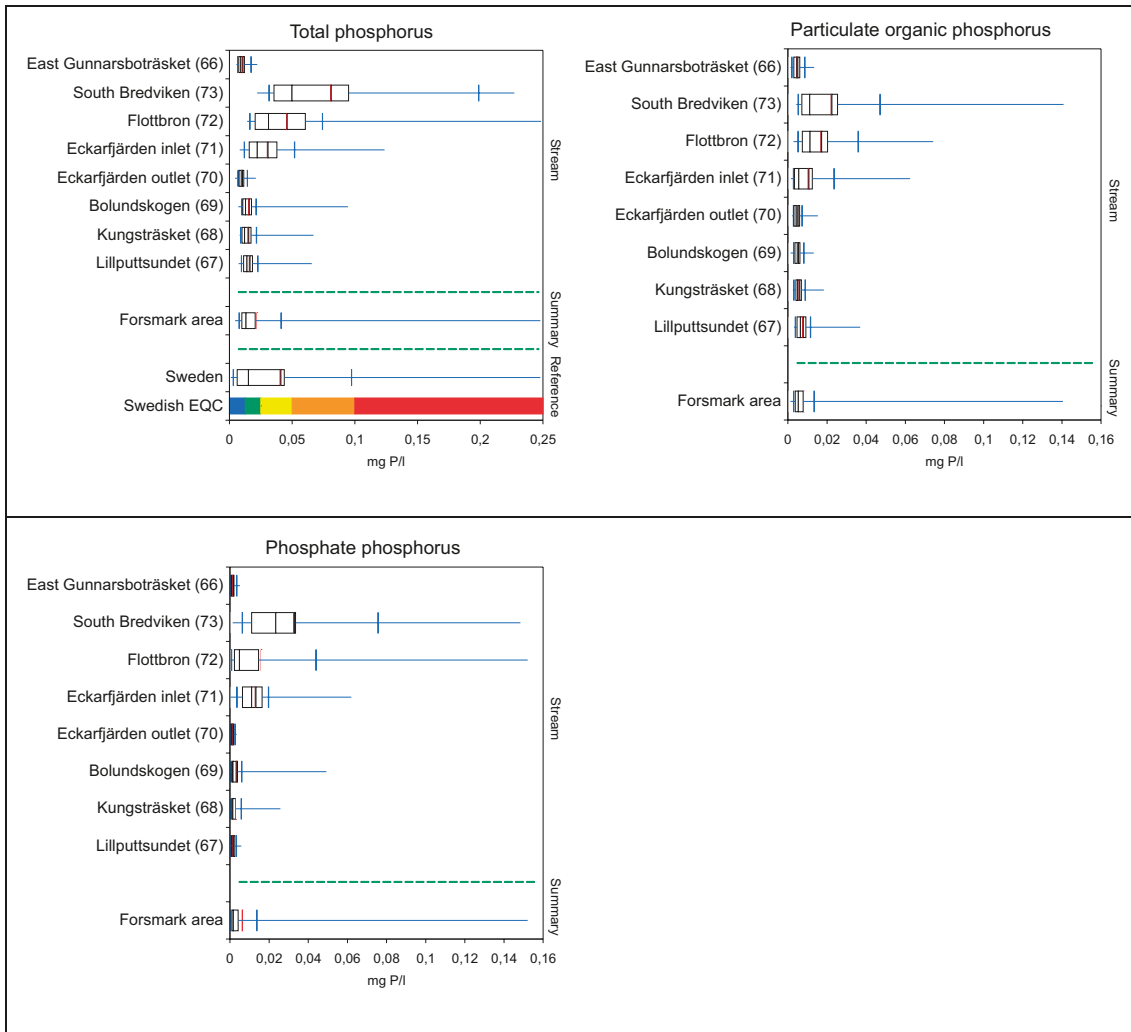 Total phosphorus
East Gunnarsboträsket (66)
South Bredviken (73)
Flottbron (72)
Eckarfjärden inlet (71)
Eckarfjärden outlet (70)
Bolundskogen (69)
Kungsträsket (68)
Lillputtsundet (67)
Forsmark area
Sweden
Swedish EQC
Stream
Summary
Reference
0 0,05 0,1 0,15 0,2 0,25
mg P/l
Particulate organic phosphorus
East Gunnarsboträsket (66)
South Bredviken (73)
Flottbron (72)
Eckarfjärden inlet (71)
Eckarfjärden outlet (70)
Bolundskogen (69)
Kungsträsket (68)
Lillputtsundet (67)
Forsmark area
Stream
Summary
0 0,02 0,04 0,06 0,08 0,1 0,12 0,14 0,16
mg P/l
Phosphate phosphorus
East Gunnarsboträsket (66)
South Bredviken (73)
Flottbron (72)
Eckarfjärden inlet (71)
Eckarfjärden outlet (70)
Bolundskogen (69)
Kungsträsket (68)
Lillputtsundet (67)
Forsmark area
Stream
Summary
0 0,02 0,04 0,06 0,08 0,1 0,12 0,14 0,16
mg P/l